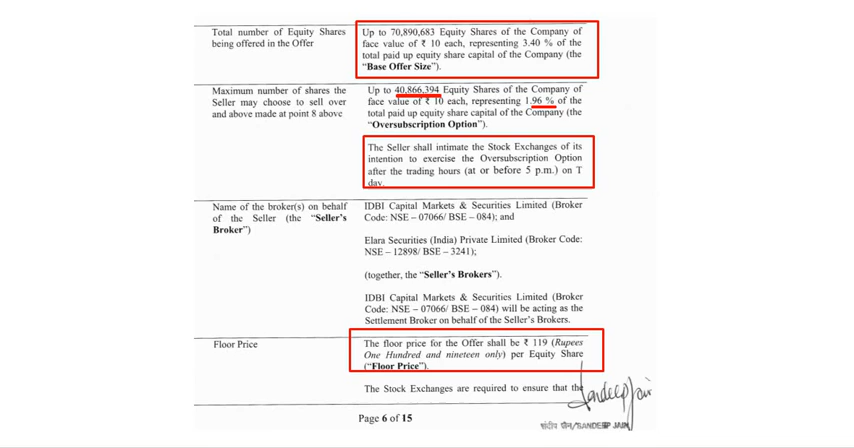 Total number of Equity Shares
being offered in the Offer
Up to 70,890,683 Equity Shares of the Company of
face value of ₹ 10 each, representing 3.40 % of the
total paid up equity share capital of the Company (the
“Base Offer Size”).
Maximum number of shares the
Seller may choose to sell over
and above made at point 8 above
Up to 40,866,394 Equity Shares of the Company of
face value of ₹ 10 each, representing 1.96 % of the
total paid up equity share capital of the Company (the
“Oversubscription Option”).
The Seller shall intimate the Stock Exchanges of its
intention to exercise the Oversubscription Option
after the trading hours (at or before 5 p.m.) on T
day.
Name of the broker(s) on behalf
of the Seller (the “Seller’s
Broker”)
IDBI Capital Markets & Securities Limited (Broker
Code: NSE – 07066/ BSE – 084); and
Elara Securities (India) Private Limited (Broker Code:
NSE – 12898/ BSE – 3241);
(together, the “Seller’s Brokers”).
IDBI Capital Markets & Securities Limited (Broker
Code: NSE – 07066/ BSE – 084) will be acting as the
Settlement Broker on behalf of the Seller’s Brokers.
Floor Price
The floor price for the Offer shall be ₹ 119 (Rupees
One Hundred and nineteen only) per Equity Share
(“Floor Price”).
The Stock Exchanges are required to ensure that the
Sandeep Jain
Page 6 of 15
संदीप जैन/SANDEEP JAIN